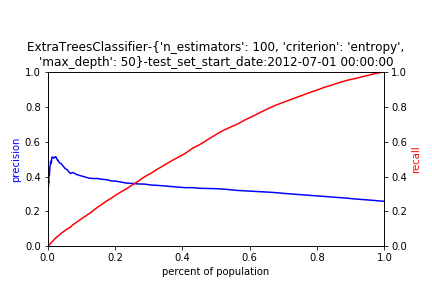 ExtraTreesClassifier-{'n_estimators': 100, 'criterion': 'entropy',
'max_depth': 50}-test_set_start_date:2012-07-01 00:00:00
1.0
0.8
0.6
0.4
0.2
0.0
precision
1.0
0.8
0.6
0.4
0.2
0.0
recall
0.0 0.2 0.4 0.6 0.8 1.0
percent of population